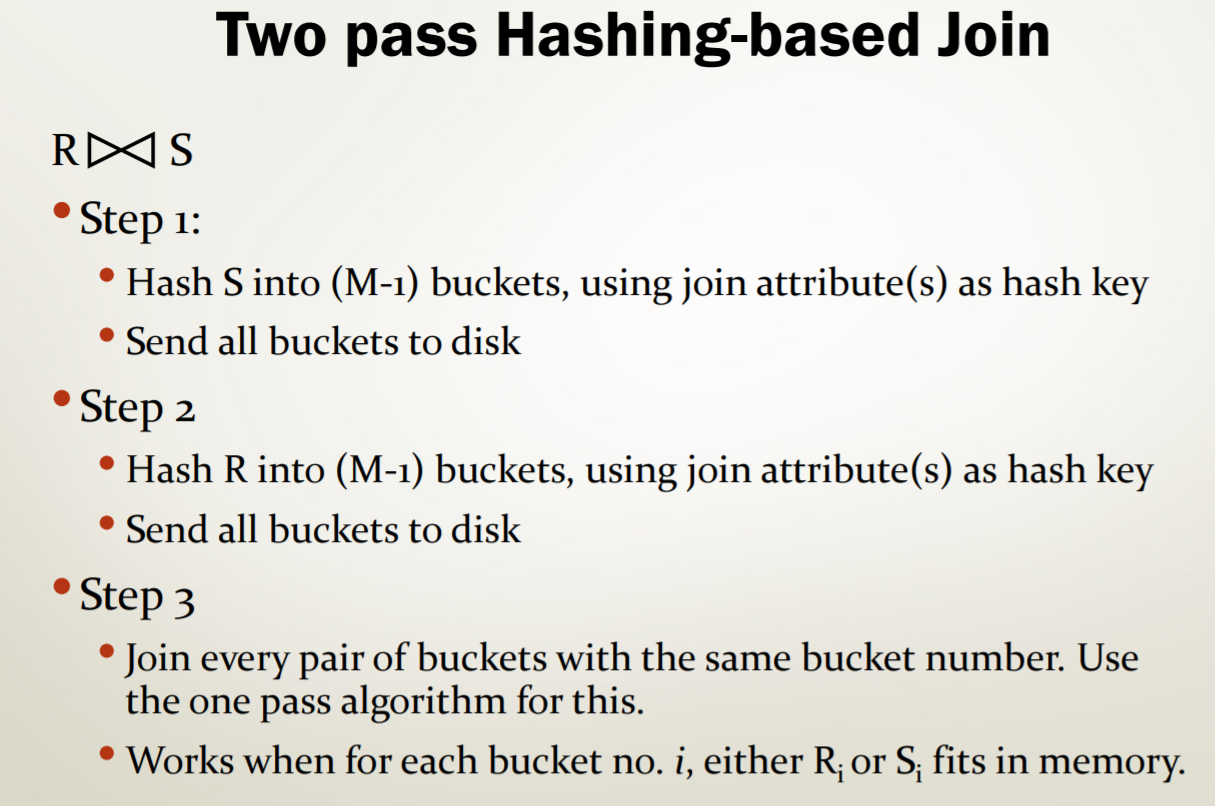 Two pass Hashing-based Join
R ⋈ S
• Step 1:
• Hash S into (M-1) buckets, using join attribute(s) as hash key
• Send all buckets to disk
• Step 2
• Hash R into (M-1) buckets, using join attribute(s) as hash key
• Send all buckets to disk
• Step 3
• Join every pair of buckets with the same bucket number. Use
the one pass algorithm for this.
• Works when for each bucket no. i, either Rᵢ or Sᵢ fits in memory.